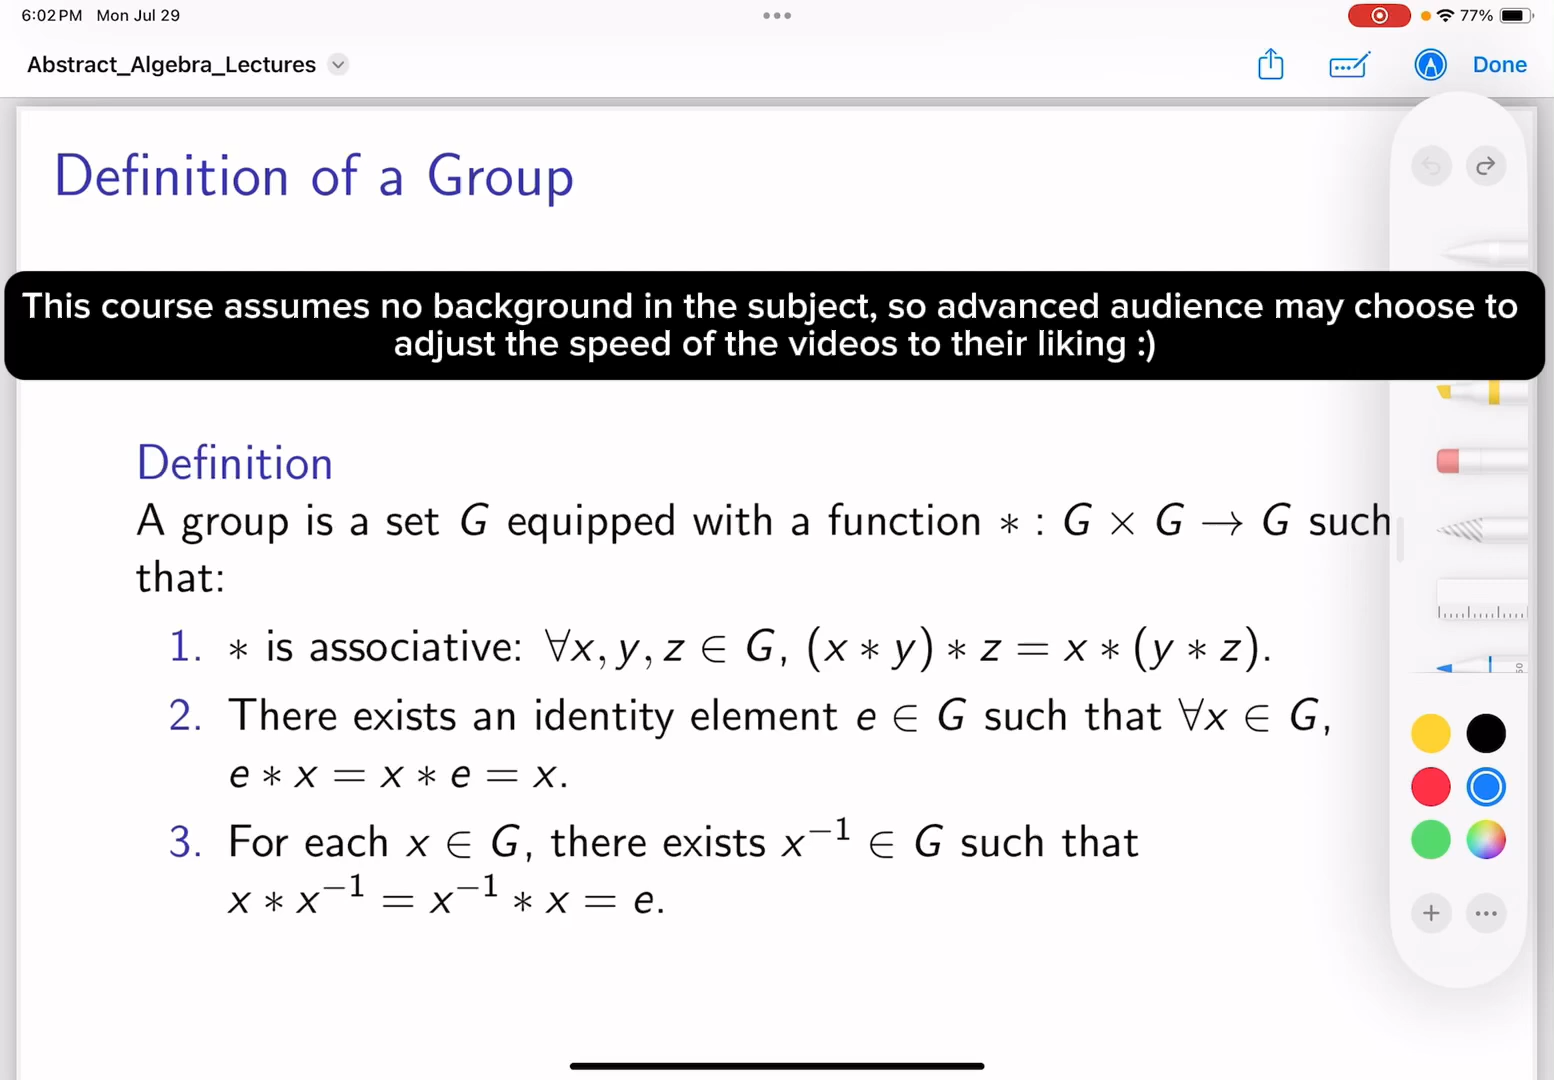 6:02 PM Mon Jul 29
77%
Abstract_Algebra_Lectures
Done
Definition of a Group
This course assumes no background in the subject, so advanced audience may choose to
adjust the speed of the videos to their liking :)
Definition
A group is a set G equipped with a function ∗ : G × G → G such
that:
1. ∗ is associative: ∀x, y, z ∈ G, (x ∗ y) ∗ z = x ∗ (y ∗ z).
2. There exists an identity element e ∈ G such that ∀x ∈ G,
e ∗ x = x ∗ e = x.
3. For each x ∈ G, there exists x⁻¹ ∈ G such that
x ∗ x⁻¹ = x⁻¹ ∗ x = e.
50